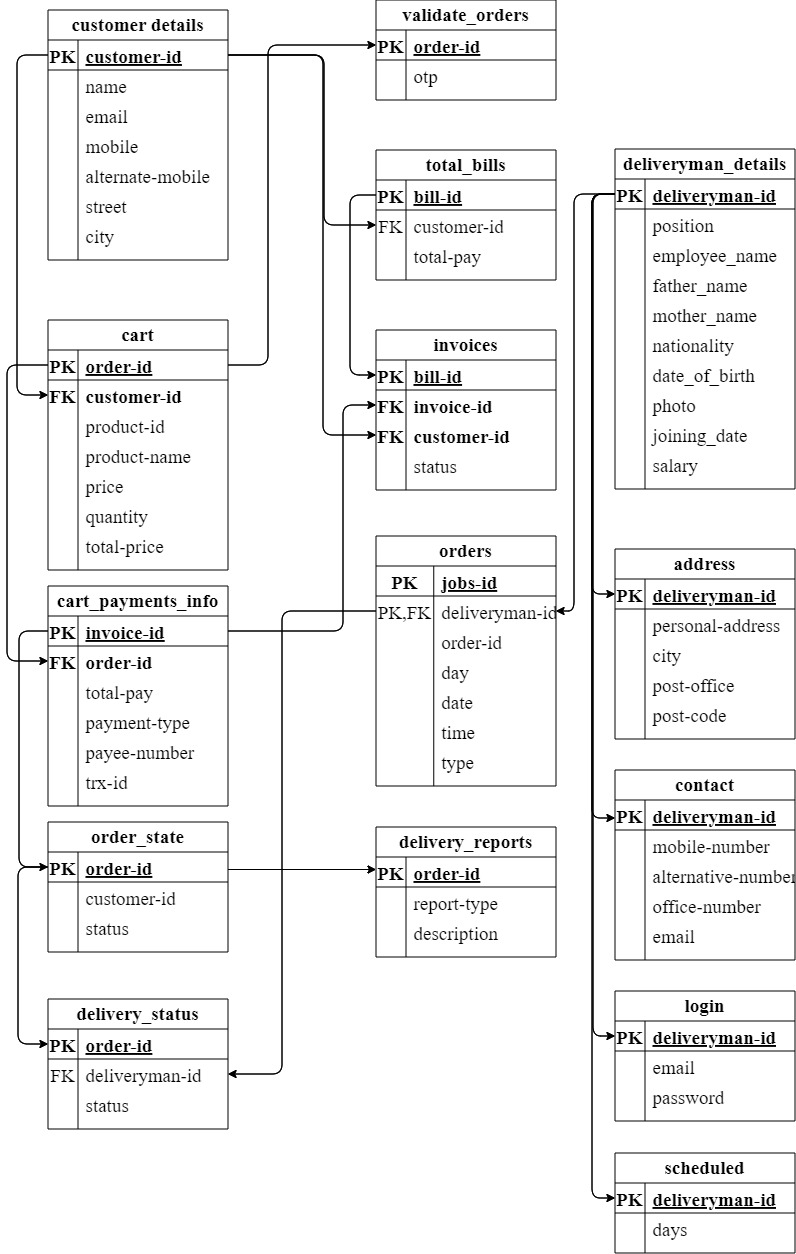 customer details
PK customer-id
name
email
mobile
alternate-mobile
street
city
cart
PK order-id
FK customer-id
product-id
product-name
price
quantity
total-price
cart_payments_info
PK invoice-id
FK order-id
total-pay
payment-type
payee-number
trx-id
order_state
PK order-id
customer-id
status
delivery_status
PK order-id
FK deliveryman-id
status
validate_orders
PK order-id
otp
total_bills
PK bill-id
FK customer-id
total-pay
invoices
PK bill-id
FK invoice-id
FK customer-id
status
orders
PK jobs-id
PK,FK deliveryman-id
order-id
day
date
time
type
delivery_reports
PK order-id
report-type
description
deliveryman_details
PK deliveryman-id
position
employee_name
father_name
mother_name
nationality
date_of_birth
photo
joining_date
salary
address
PK deliveryman-id
personal-address
city
post-office
post-code
contact
PK deliveryman-id
mobile-number
alternative-number
office-number
email
login
PK deliveryman-id
email
password
scheduled
PK deliveryman-id
days